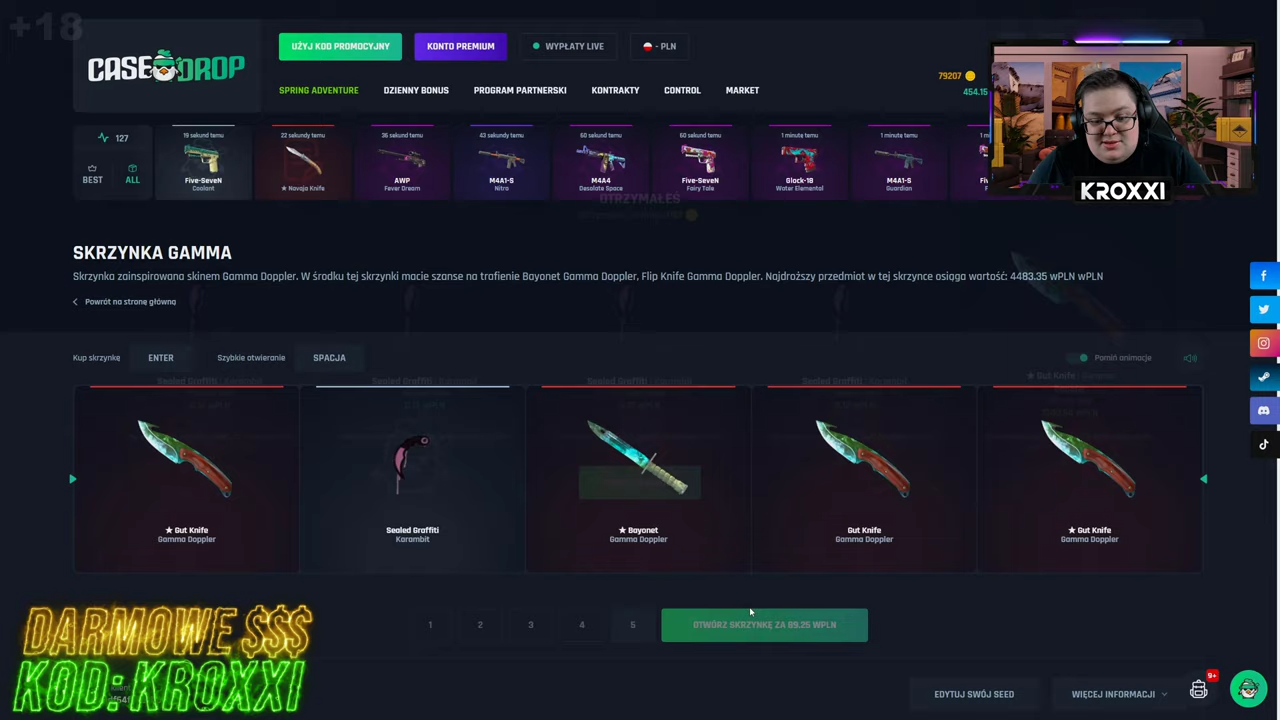 +18
CASE DROP
UŻYJ KOD PROMOCYJNY
KONTO PREMIUM
WYPŁATY LIVE
- PLN
SPRING ADVENTURE
DZIENNY BONUS
PROGRAM PARTNERSKI
KONTRAKTY
CONTROL
MARKET
79207
454.15
KROXXI
127
BEST
ALL
19 sekund temu
Five-SeveN
Coolant
22 sekundy temu
★ Navaja Knife
36 sekund temu
AWP
Fever Dream
43 sekundy temu
M4A1-S
Nitro
50 sekund temu
M4A4
Desolate Space
50 sekund temu
Five-SeveN
Fairy Tale
1 minutę temu
Glock-18
Water Elemental
1 minutę temu
M4A1-S
Guardian
OTRZYMAŁEŚ
SKRZYNKA GAMMA
Skrzynka zainspirowana skinem Gamma Doppler. W środku tej skrzynki macie szanse na trafienie Bayonet Gamma Doppler, Flip Knife Gamma Doppler. Najdroższy przedmiot w tej skrzynce osiąga wartość: 4483.35 wPLN wPLN
Powrót na stronę główną
Kup skrzynkę
ENTER
Szybkie otwieranie
SPACJA
Pomiń animacje
★ Gut Knife
Gamma Doppler
Sealed Graffiti
Karambit
★ Bayonet
Gamma Doppler
Gut Knife
Gamma Doppler
★ Gut Knife
Gamma Doppler
1
2
3
4
5
OTWÓRZ SKRZYNKĘ ZA 89.25 WPLN
DARMOWE $$$
KOD: KROXXI
EDYTUJ SWÓJ SEED
WIĘCEJ INFORMACJI
9+